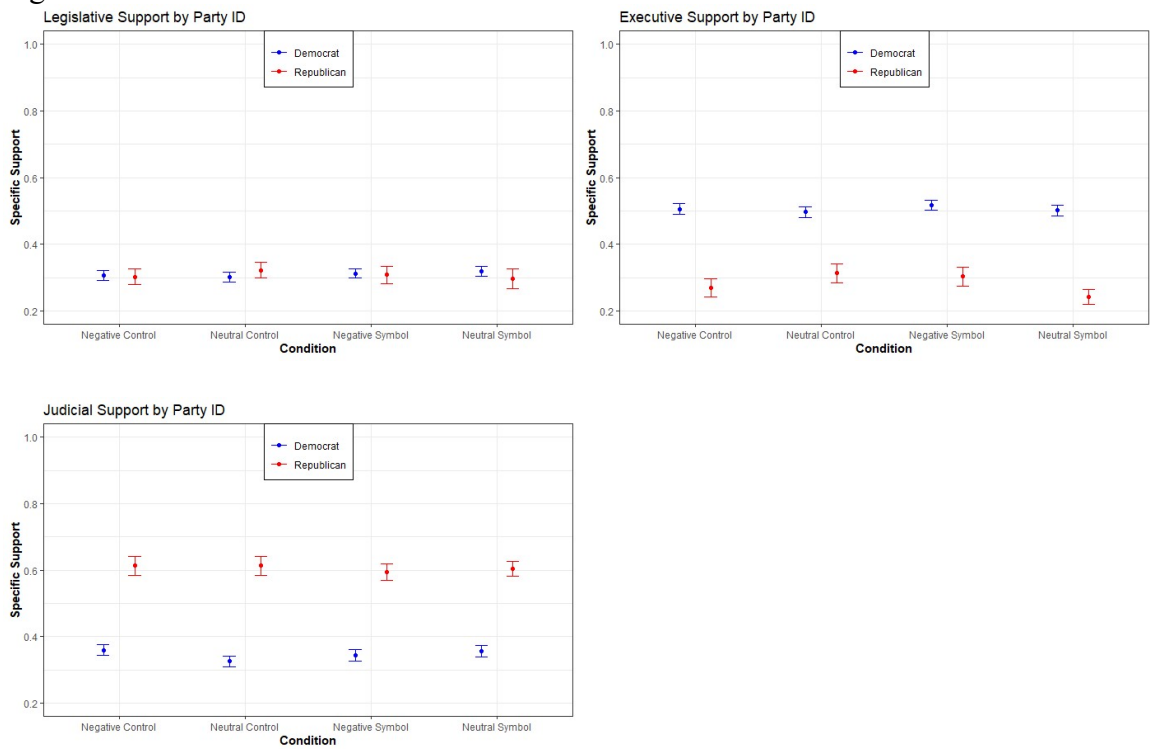 Legislative Support by Party ID
Democrat
Republican
1.0
0.8
0.6
0.4
0.2
Specific Support
Negative Control Neutral Control Negative Symbol Neutral Symbol
Condition
Executive Support by Party ID
Democrat
Republican
1.0
0.8
0.6
0.4
0.2
Specific Support
Negative Control Neutral Control Negative Symbol Neutral Symbol
Condition
Judicial Support by Party ID
Democrat
Republican
1.0
0.8
0.6
0.4
0.2
Specific Support
Negative Control Neutral Control Negative Symbol Neutral Symbol
Condition